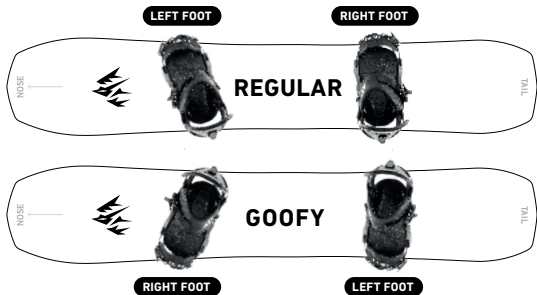 LEFT FOOT
RIGHT FOOT
NOSE
REGULAR
TAIL
NOSE
GOOFY
TAIL
RIGHT FOOT
LEFT FOOT